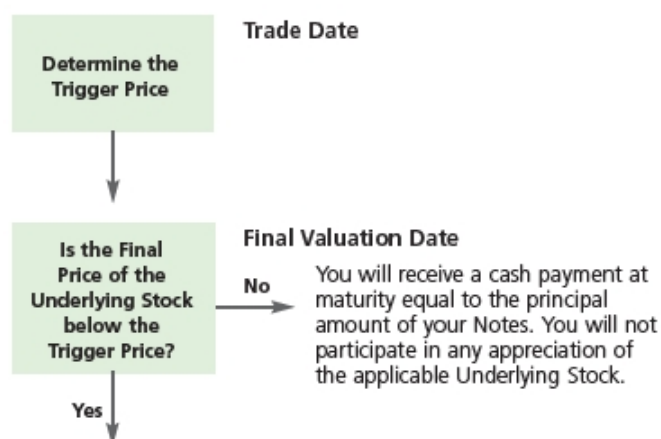 Trade Date
Determine the
Trigger Price
Final Valuation Date
Is the Final
Price of the
Underlying Stock
below the
Trigger Price?
No
You will receive a cash payment at
maturity equal to the principal
amount of your Notes. You will not
participate in any appreciation of
the applicable Underlying Stock.
Yes